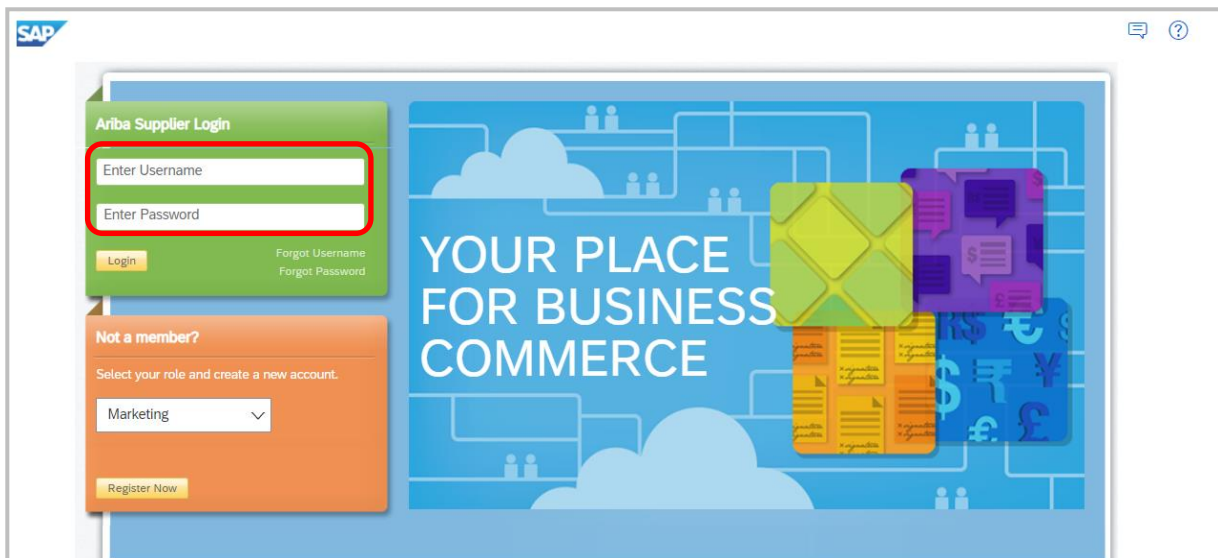 SAP
Ariba Supplier Login
Enter Username
Enter Password
Login
Forgot Username
Forgot Password
Not a member?
Select your role and create a new account.
Marketing
Register Now
YOUR PLACE
FOR BUSINESS
COMMERCE